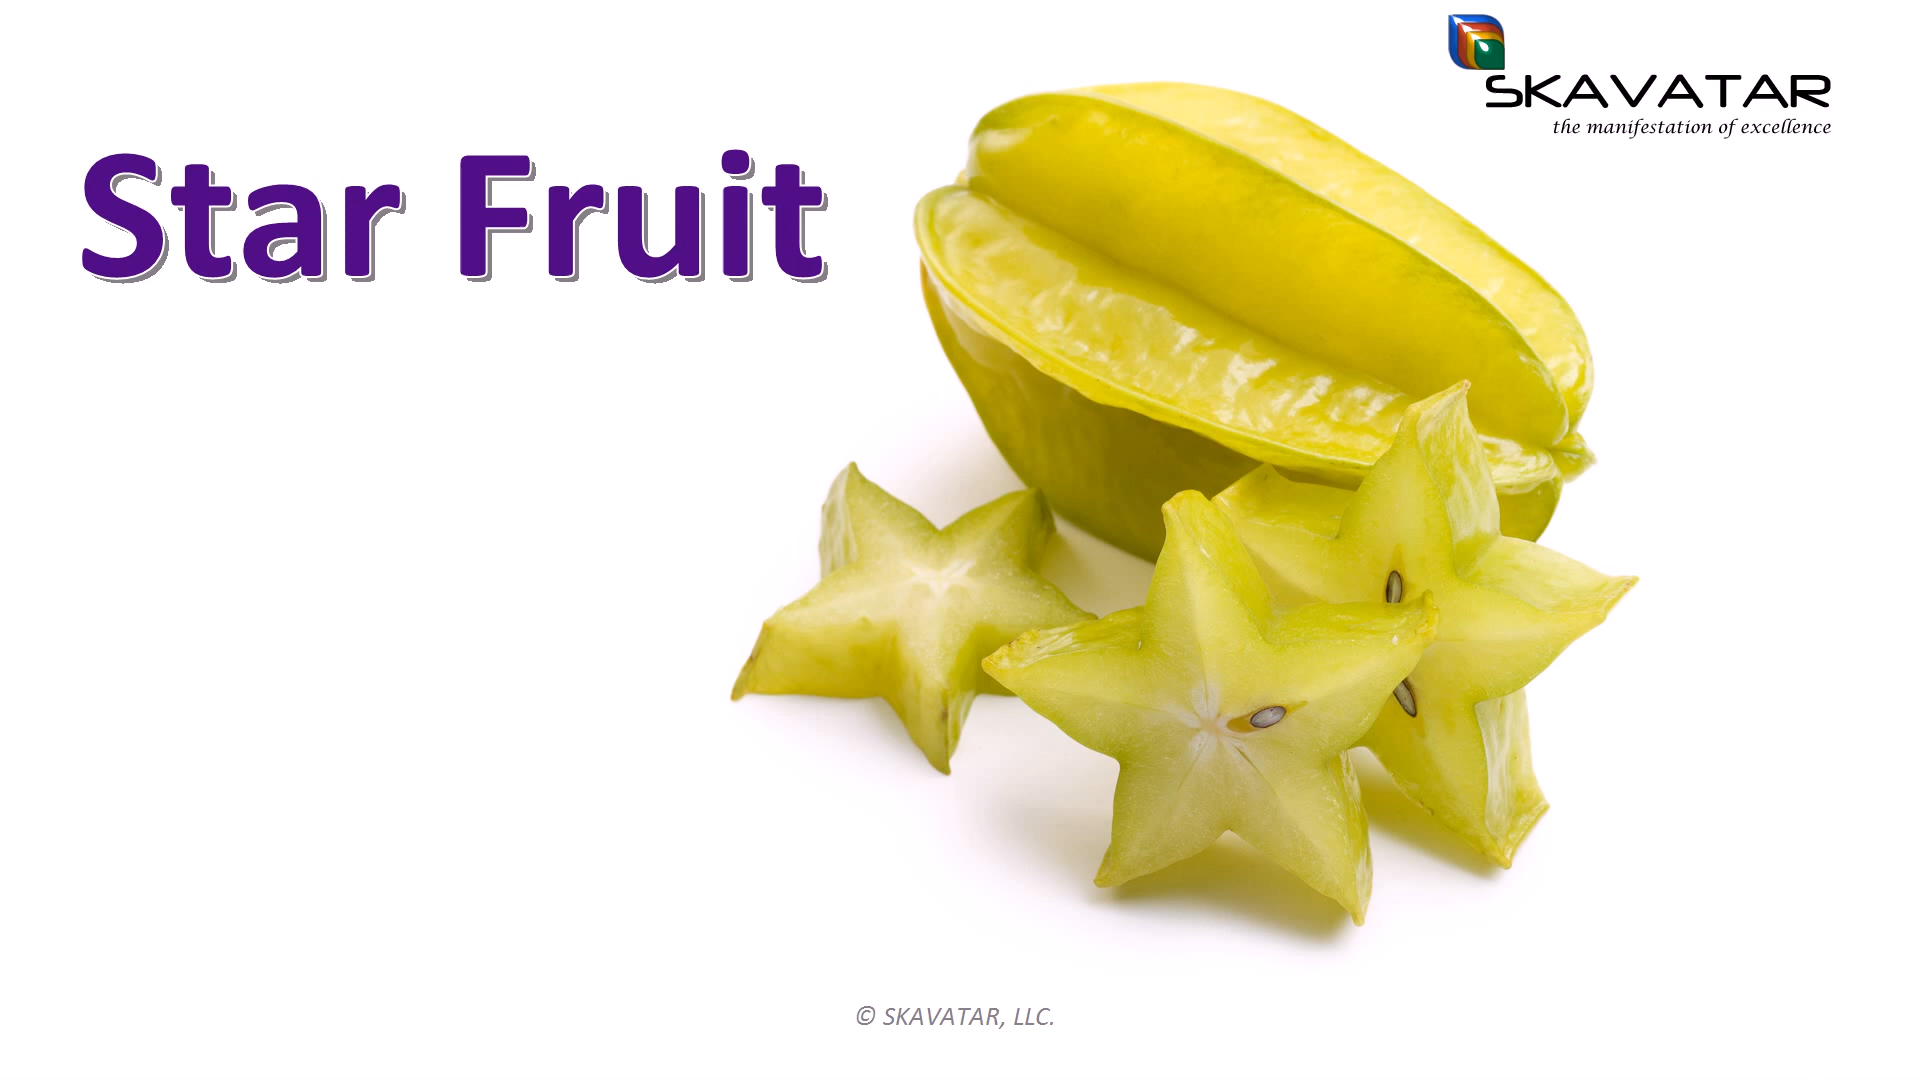 Star Fruit
SKAVATAR
the manifestation of excellence
© SKAVATAR, LLC.